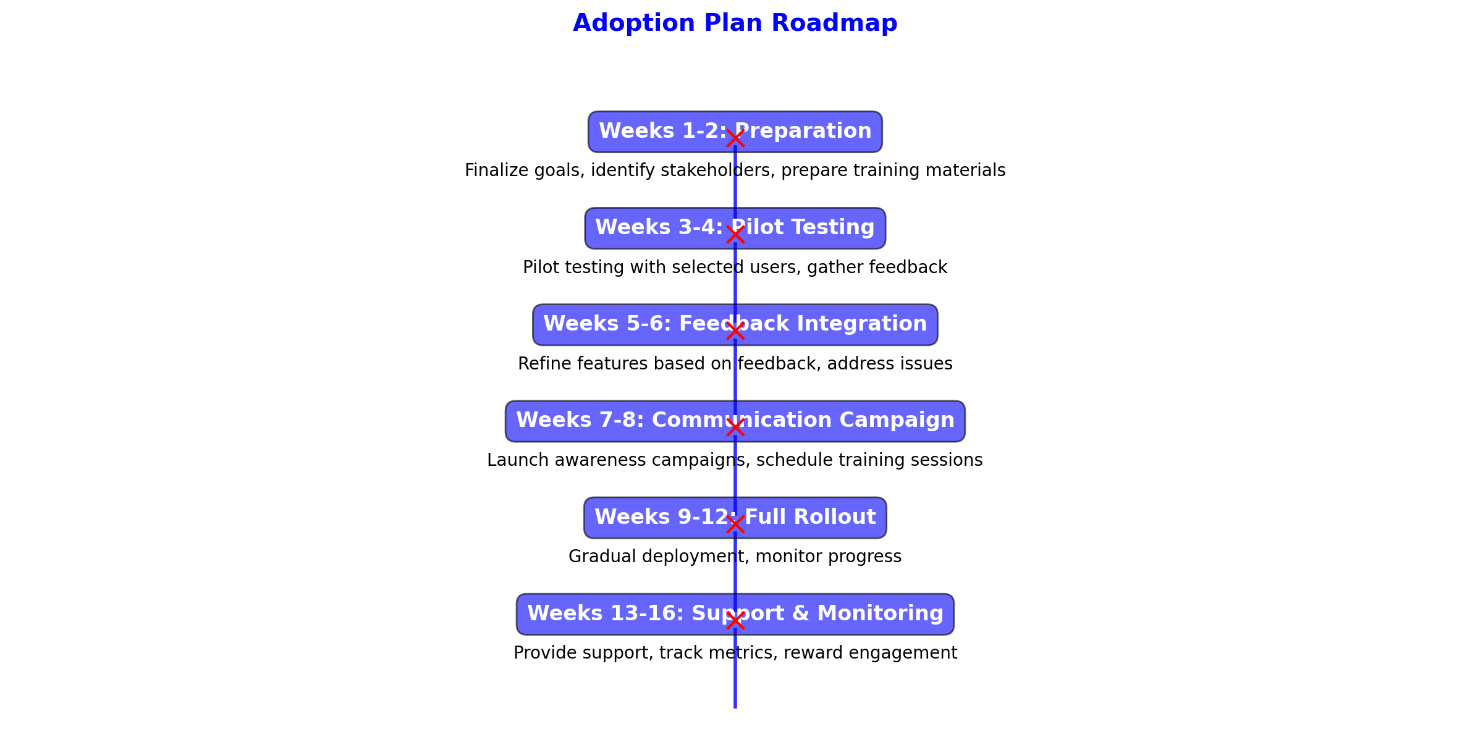 Adoption Plan Roadmap
Weeks 1-2: Preparation
Finalize goals, identify stakeholders, prepare training materials
Weeks 3-4: Pilot Testing
Pilot testing with selected users, gather feedback
Weeks 5-6: Feedback Integration
Refine features based on feedback, address issues
Weeks 7-8: Communication Campaign
Launch awareness campaigns, schedule training sessions
Weeks 9-12: Full Rollout
Gradual deployment, monitor progress
Weeks 13-16: Support & Monitoring
Provide support, track metrics, reward engagement